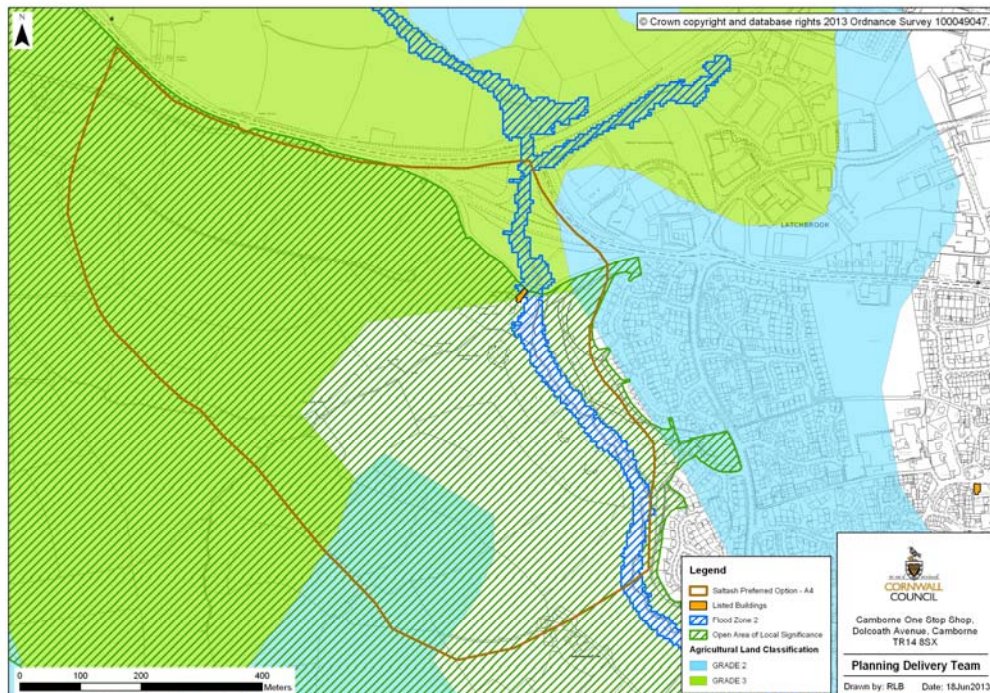 N
© Crown copyright and database rights 2013 Ordnance Survey 100049047.
LATCHBROOK
Legend
Saltash Preferred Option - A4
Listed Buildings
Flood Zone 2
Open Area of Local Significance
Agricultural Land Classification
GRADE 2
GRADE 3
CORNWALL
COUNCIL
Camborne One Stop Shop,
Dolcoath Avenue, Camborne
TR14 8SX
Planning Delivery Team
Drawn by: RLB Date: 18Jun2013
0 100 200 400
Meters